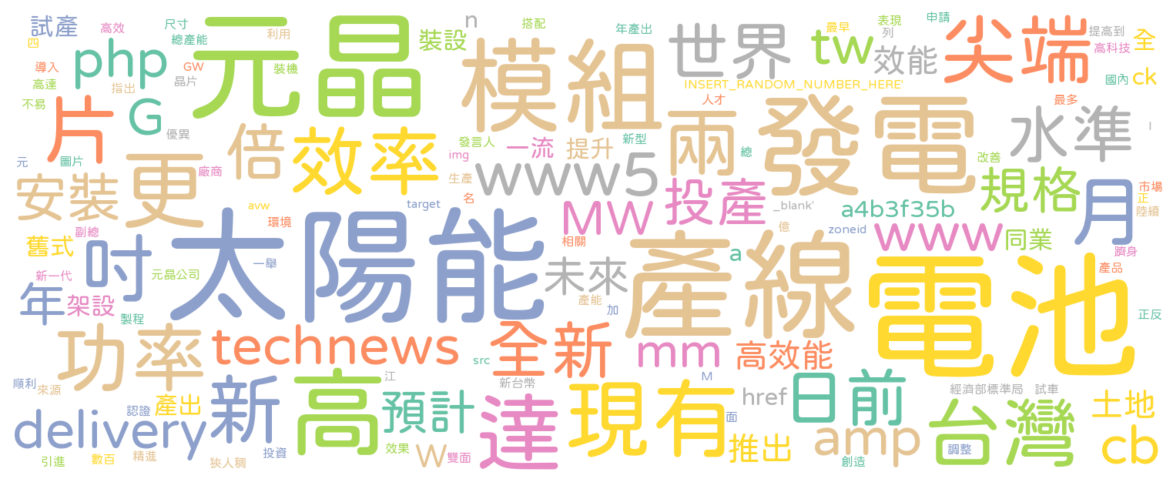 試產
尺寸
高效
四
總產能
利用
php
導入
GW
裝機
高達
指出
晶片
不易
元晶
裝設
n
搭配
年產出
模組
世界
tw
最早
表現
申請
列
效能
尖端
提高到
高科技
全
國內
ck
INSERT_RANDOM_NUMBER_HERE'
人才
最多
片
G
優異
倍
效率
發言人
一流
提升
新型
總
img
生產
名
www5
兩
發電
水準
l
改善
元
圖片
廠商
安裝
更
avw
環境
target
MW
投產
_blank'
a4b3f35b
規格
月
市場
正
陸續
億
zoneid
www
同業
躋身
舊式
副總
吋
太陽能
一舉
相關
a
未來
產能
加
產線
電池
產品
正反
新一代
元晶公司
年
架設
製程
功率
technews
src
全新
mm
高效能
順利
來源
江
新台幣
M
href
日前
經濟部標準局
試車
delivery
認證
產出
新
高
預計
達
現有
面
推出
amp
台灣
土地
cb
引進
數百
精進
狹人稠
投資
效果
W
雙面
創造
調整